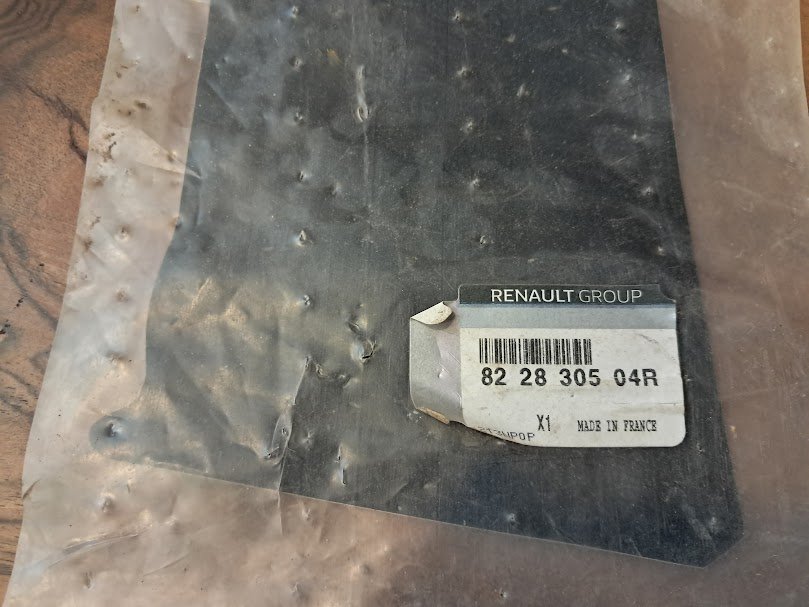 RENAULT GROUP
82 28 305 04R
X1 MADE IN FRANCE